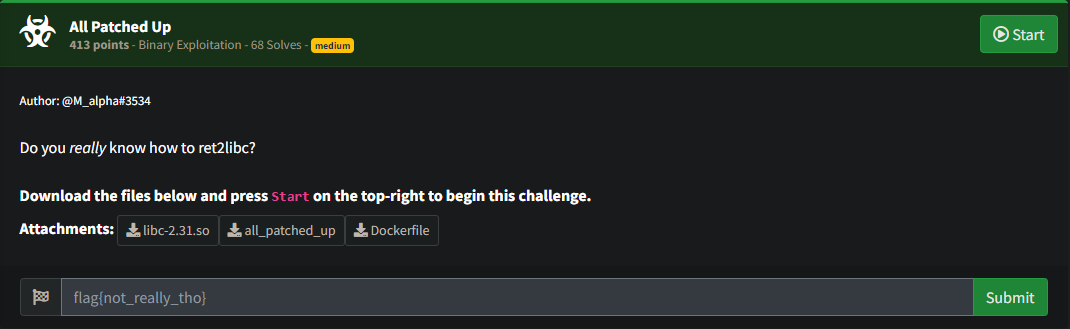 All Patched Up
413 points - Binary Exploitation - 68 Solves - medium
Start
Author: @M_alpha#3534
Do you really know how to ret2libc?
Download the files below and press Start on the top-right to begin this challenge.
Attachments: libc-2.31.so all_patched_up Dockerfile
flag{not_really_tho} Submit